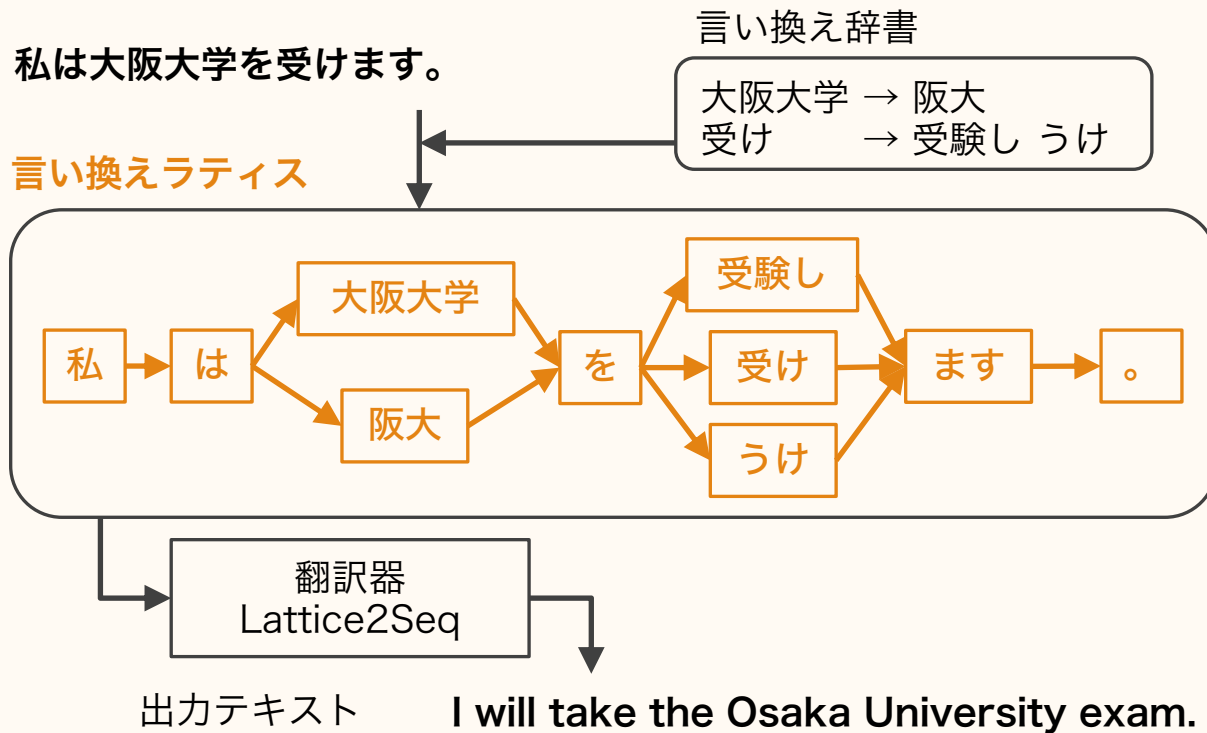 言い換え辞書
私は大阪大学を受けます。
大阪大学 → 阪大
受け → 受験し うけ
言い換えラティス
私
は
大阪大学
阪大
を
受験し
受け
うけ
ます
。
翻訳器
Lattice2Seq
出力テキスト
I will take the Osaka University exam.